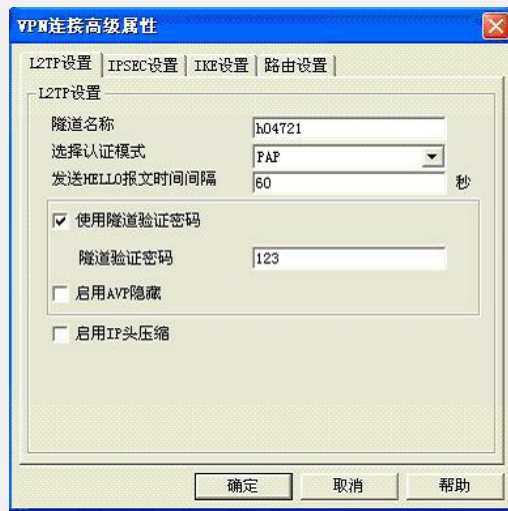 VPN连接高级属性
L2TP设置 IPSEC设置 IKE设置 路由设置
L2TP设置
隧道名称 h04721
选择认证模式 PAP
发送HELLO报文时间间隔 60 秒
使用隧道验证密码
隧道验证密码 123
启用AVP隐藏
启用IP头压缩
确定 取消 帮助